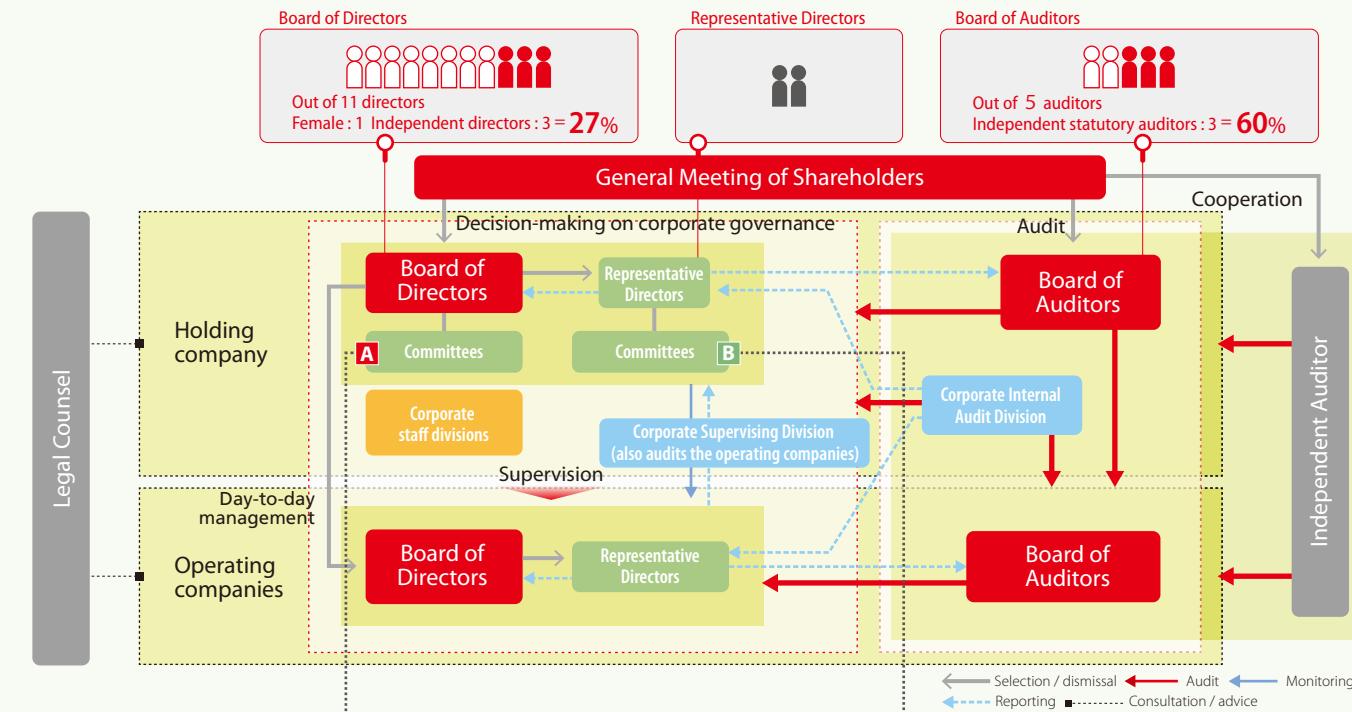 Board of Directors
Representative Directors
Board of Auditors
Out of 11 directors
Female : 1 Independent directors : 3 = 27%
Out of 5 auditors
Independent statutory auditors : 3 = 60%
General Meeting of Shareholders
Cooperation
Decision-making on corporate governance
Audit
Board of
Directors
Representative
Directors
Board of
Auditors
Holding
company
A
Committees
Committees
B
Corporate
staff divisions
Corporate Supervising Division
(also audits the operating companies)
Corporate Internal
Audit Division
Legal Counsel
Independent Auditor
Supervision
Day-to-day
management
Operating
companies
Board of
Directors
Representative
Directors
Board of
Auditors
Selection / dismissal
Audit
Monitoring
Reporting
Consultation / advice